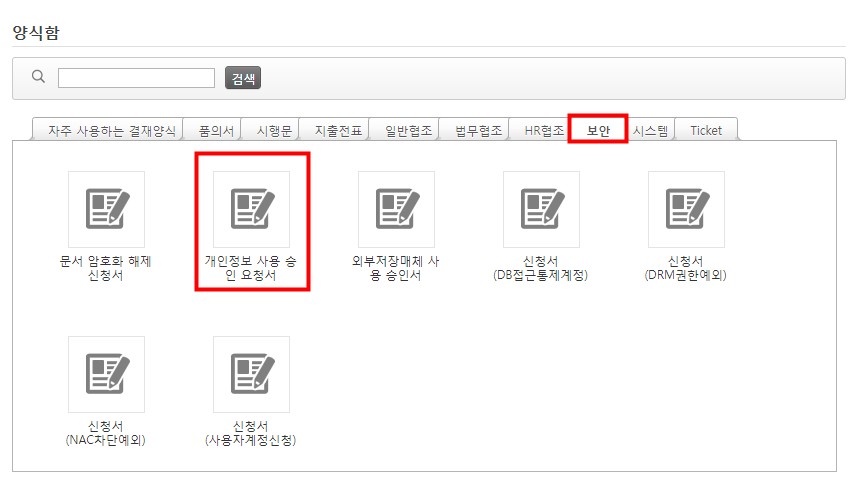 양식함
검색
자주 사용하는 결재양식 품의서 시행문 지출전표 일반협조 법무협조 HR협조 보안 시스템 Ticket
문서 암호화 해제
신청서
개인정보 사용 승
인 요청서
외부저장매체 사
용 승인서
신청서
(DB접근통제계정)
신청서
(DRM권한예외)
신청서
(NAC차단예외)
신청서
(사용자계정신청)